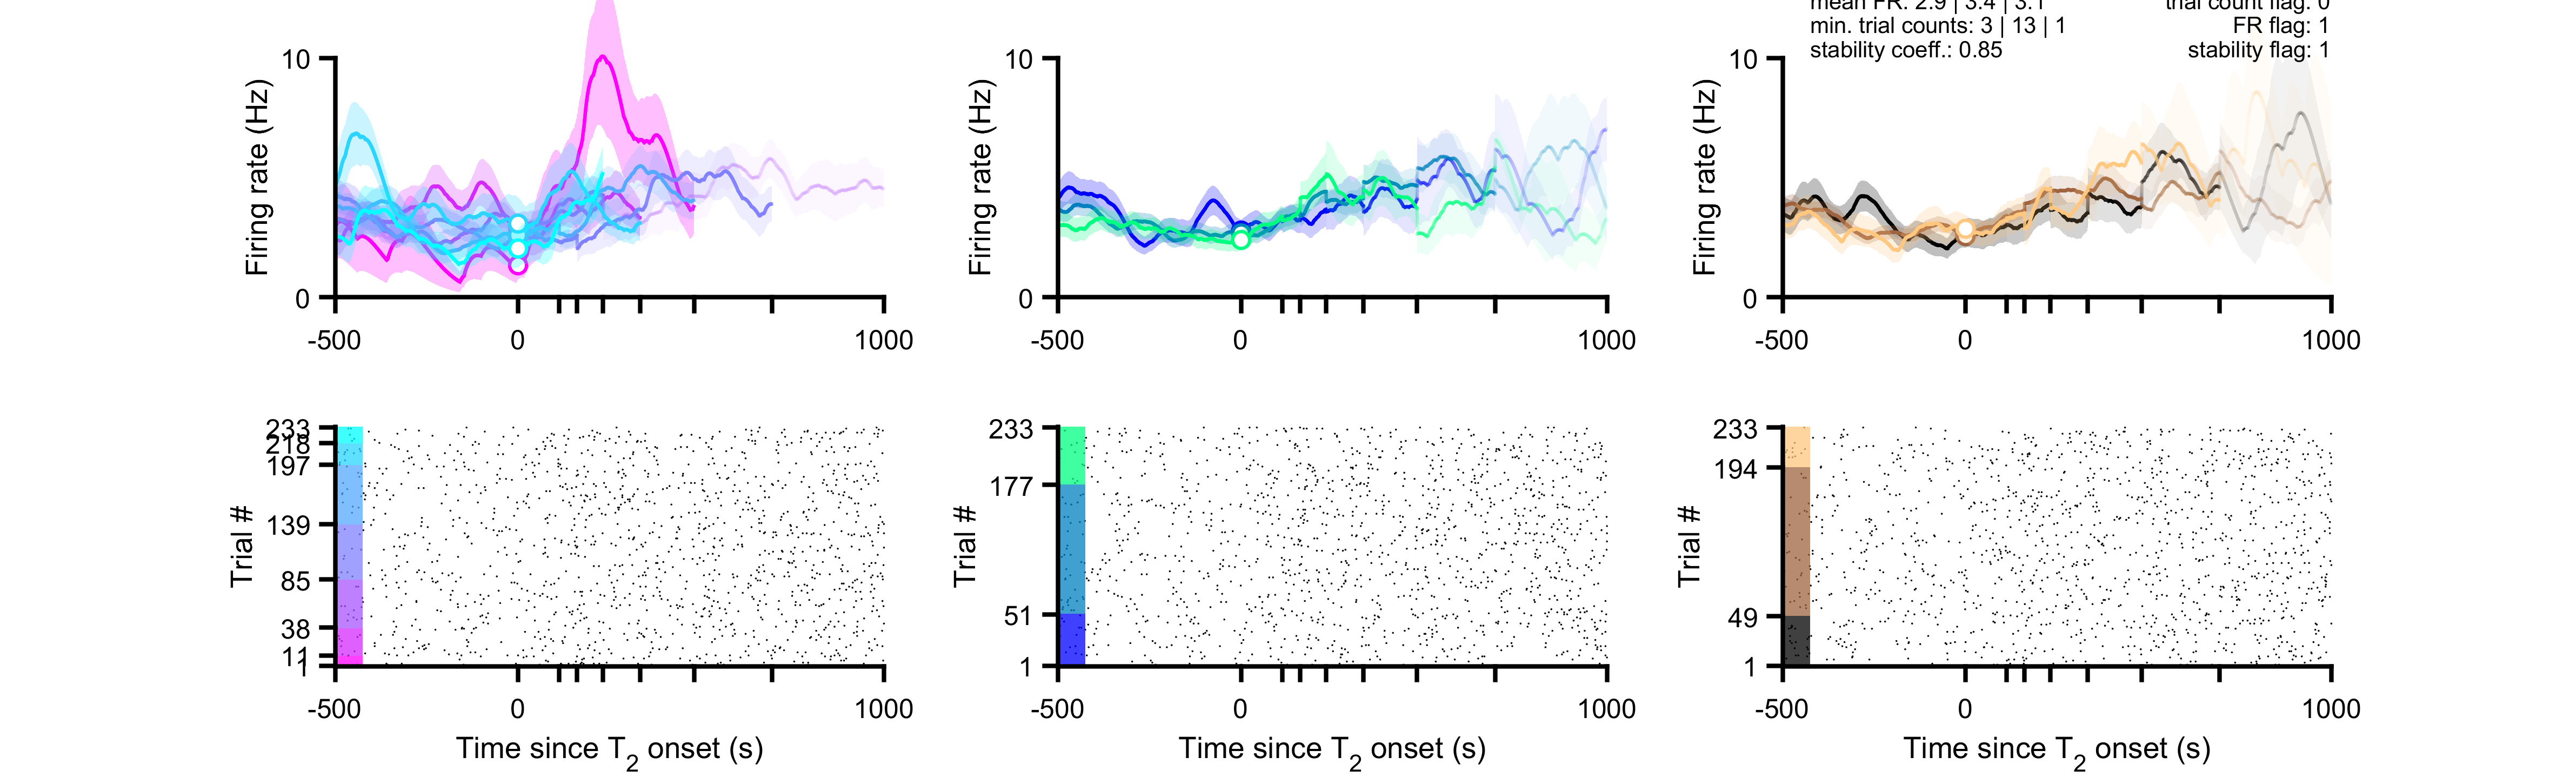 mean FR: 2.9 | 3.4 | 3.1
trial count flag: 0
min. trial counts: 3 | 13 | 1
FR flag: 1
stability coeff.: 0.85
stability flag: 1
10
Firing rate (Hz)
0
-500
0
1000
10
Firing rate (Hz)
0
-500
0
1000
10
Firing rate (Hz)
0
-500
0
1000
233
218
197
139
85
38
11
1
Trial #
-500
0
1000
Time since T2 onset (s)
233
177
51
1
Trial #
-500
0
1000
Time since T2 onset (s)
233
194
49
1
Trial #
-500
0
1000
Time since T2 onset (s)